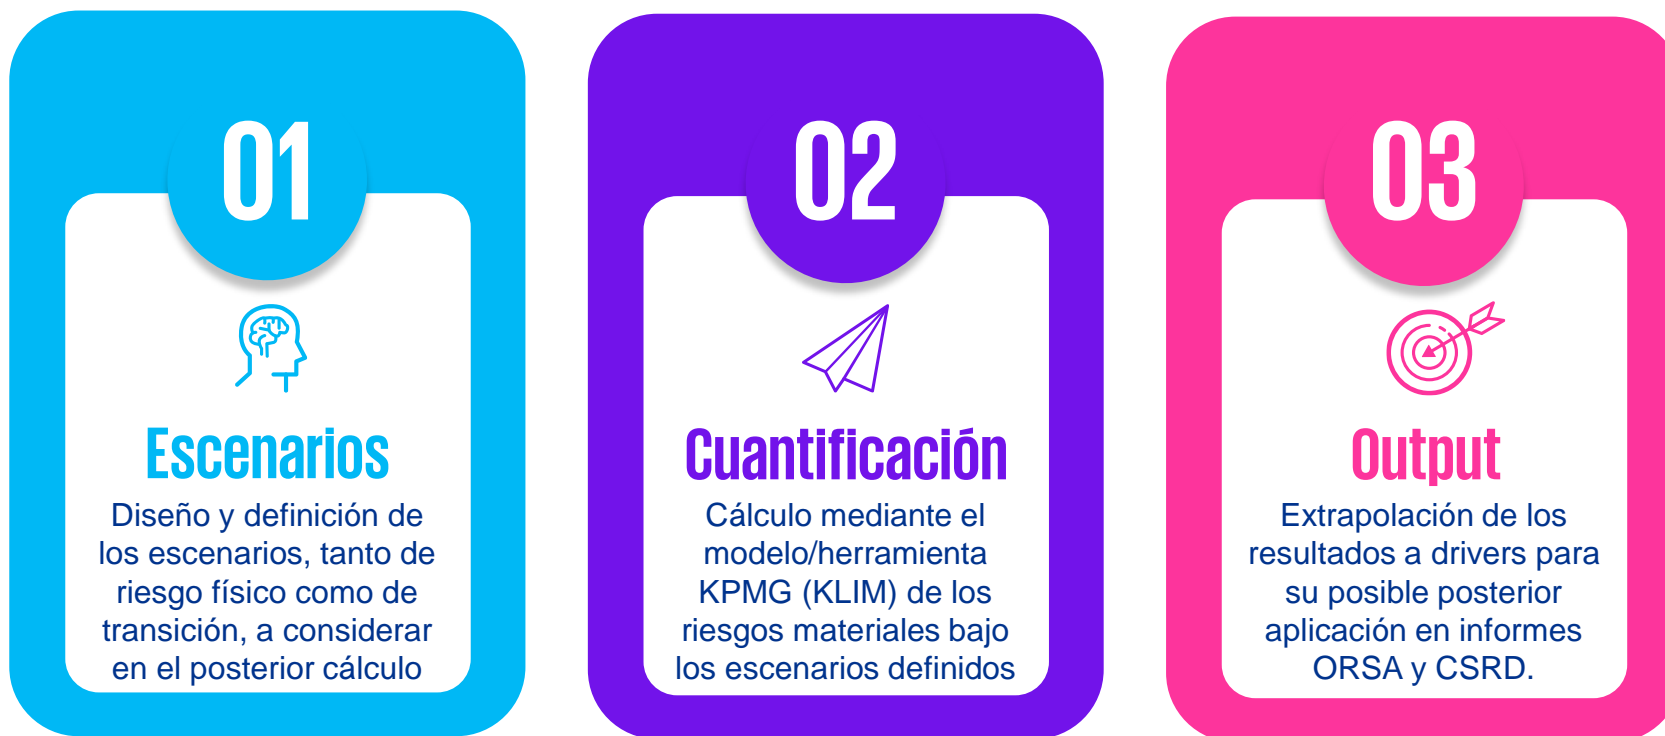 01
Escenarios
Diseño y definición de
los escenarios, tanto de
riesgo físico como de
transición, a considerar
en el posterior cálculo
02
Cuantificación
Cálculo mediante el
modelo/herramienta
KPMG (KLIM) de los
riesgos materiales bajo
los escenarios definidos
03
Output
Extrapolación de los
resultados a drivers para
su posible posterior
aplicación en informes
ORSA y CSRD.